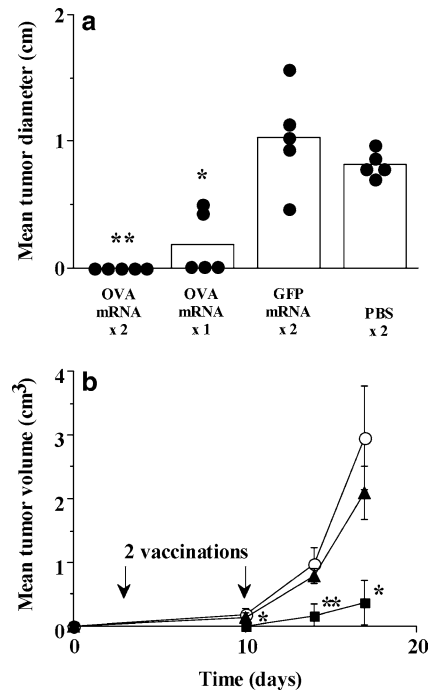 a
Mean tumor diameter (cm)
2
1
0
**
*
OVA mRNA x 2
OVA mRNA x 1
GFP mRNA x 2
PBS x 2
b
Mean tumor volume (cm3)
4
3
2
1
0
2 vaccinations
*
**
*
0 10 20
Time (days)